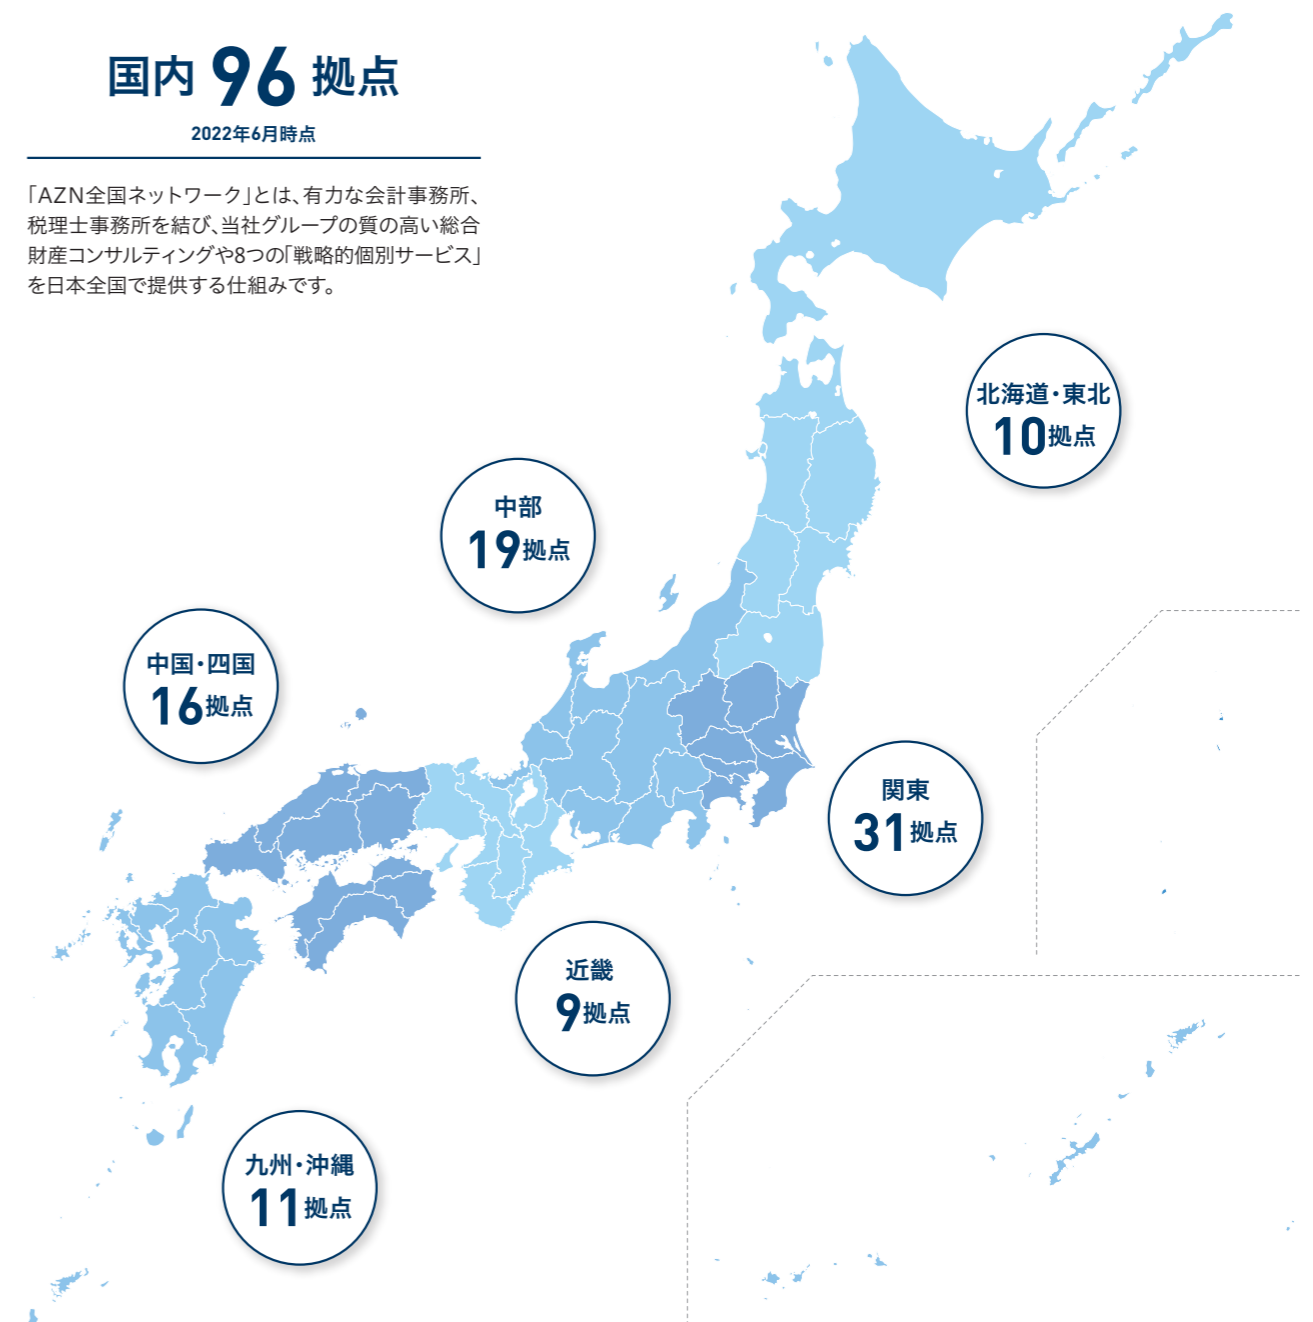 国内 96 拠点
2022年6月時点
「AZN全国ネットワーク」とは、有力な会計事務所、
税理士事務所を結び、当社グループの質の高い総合
財産コンサルティングや8つの「戦略的個別サービス」
を日本全国で提供する仕組みです。
北海道・東北
10拠点
中部
19拠点
中国・四国
16拠点
関東
31拠点
近畿
9拠点
九州・沖縄
11拠点